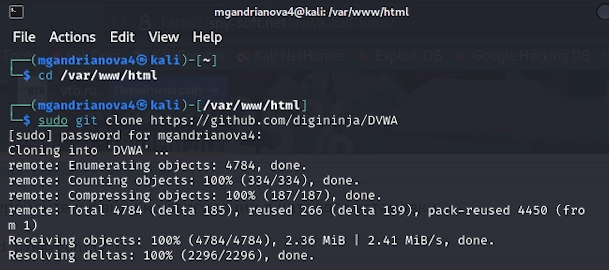 mgandrianova4@kali: /var/www/html
File Actions Edit View Help
┌──(mgandrianova4㉿kali)-[~]
└─$ cd /var/www/html
┌──(mgandrianova4㉿kali)-[/var/www/html]
└─$ sudo git clone https://github.com/digininja/DVWA
[sudo] password for mgandrianova4:
Cloning into 'DVWA'...
remote: Enumerating objects: 4784, done.
remote: Counting objects: 100% (334/334), done.
remote: Compressing objects: 100% (187/187), done.
remote: Total 4784 (delta 185), reused 266 (delta 139), pack-reused 4450 (fro
m 1)
Receiving objects: 100% (4784/4784), 2.36 MiB | 2.41 MiB/s, done.
Resolving deltas: 100% (2296/2296), done.